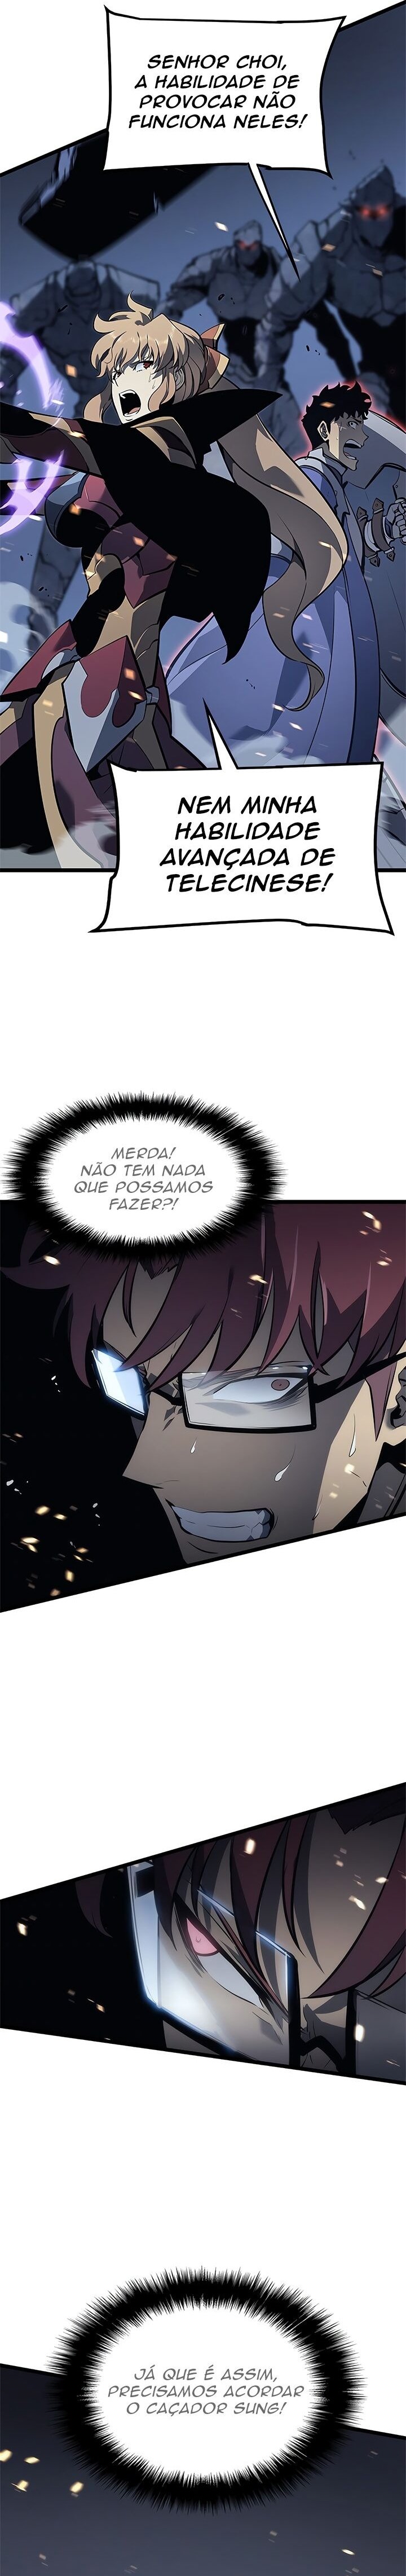 SENHOR CHOI,
A HABILIDADE DE
PROVOCAR NÃO
FUNCIONA NELES!
NEM MINHA
HABILIDADE
AVANÇADA DE
TELECINESE!
MERDA!
NÃO TEM NADA
QUE POSSAMOS
FAZER?!
JÁ QUE É ASSIM,
PRECISAMOS ACORDAR
O CAÇADOR SUNG!